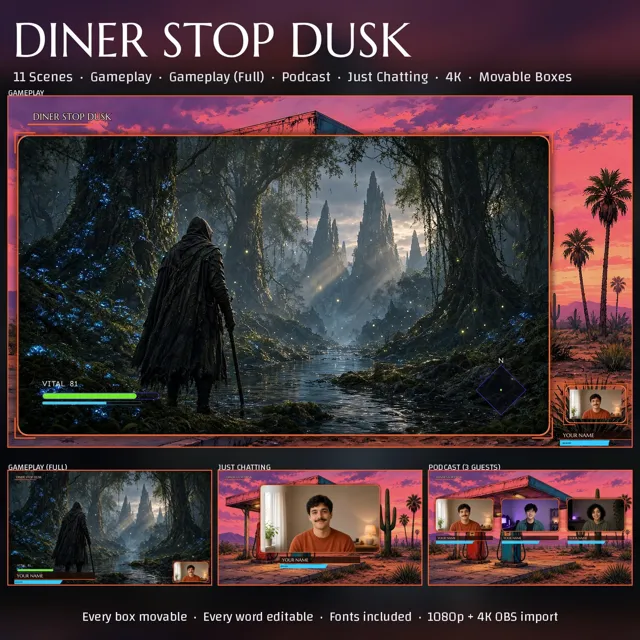 DINER STOP DUSK
11 Scenes · Gameplay · Gameplay (Full) · Podcast · Just Chatting · 4K · Movable Boxes
GAMEPLAY
DINER STOP DUSK
VITAL 81
N
YOUR NAME
GAMEPLAY (FULL)
JUST CHATTING
PODCAST (3 GUESTS)
YOUR NAME
YOUR NAME
YOUR NAME
Every box movable · Every word editable · Fonts included · 1080p + 4K OBS import